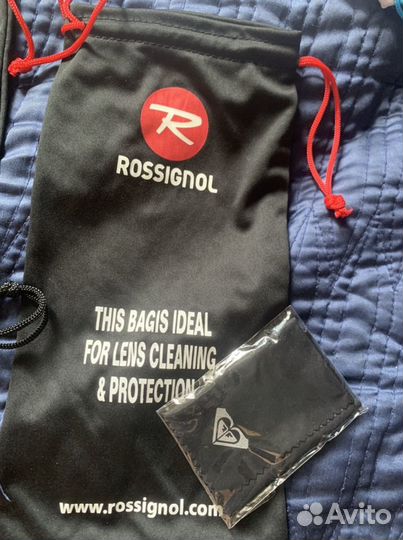 R
ROSSIGNOL
THIS BAGIS IDEAL
FOR LENS CLEANING
& PROTECTION
www.rossignol.com
Avito